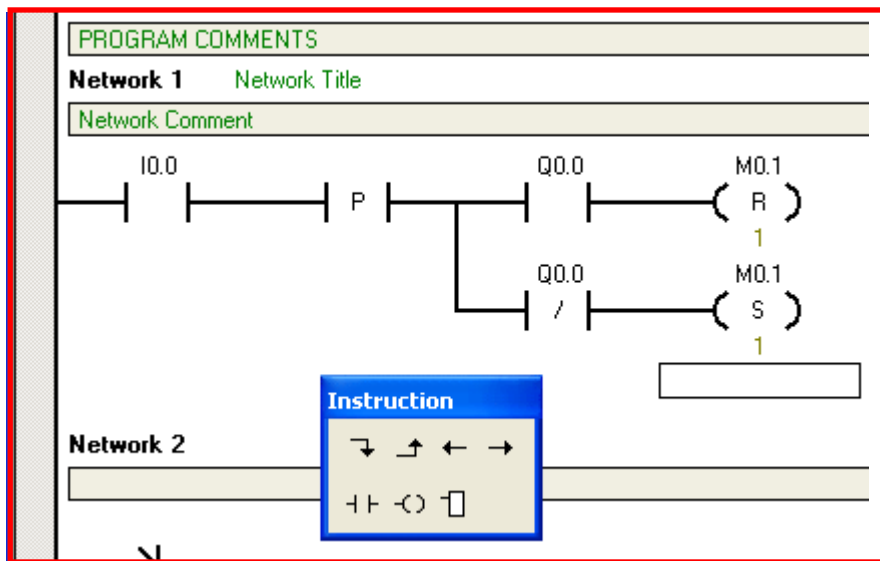 PROGRAM COMMENTS
Network 1 Network Title
Network Comment
I0.0 Q0.0 M0.1
P R
1
Q0.0 M0.1
/ S
1
Instruction
Network 2